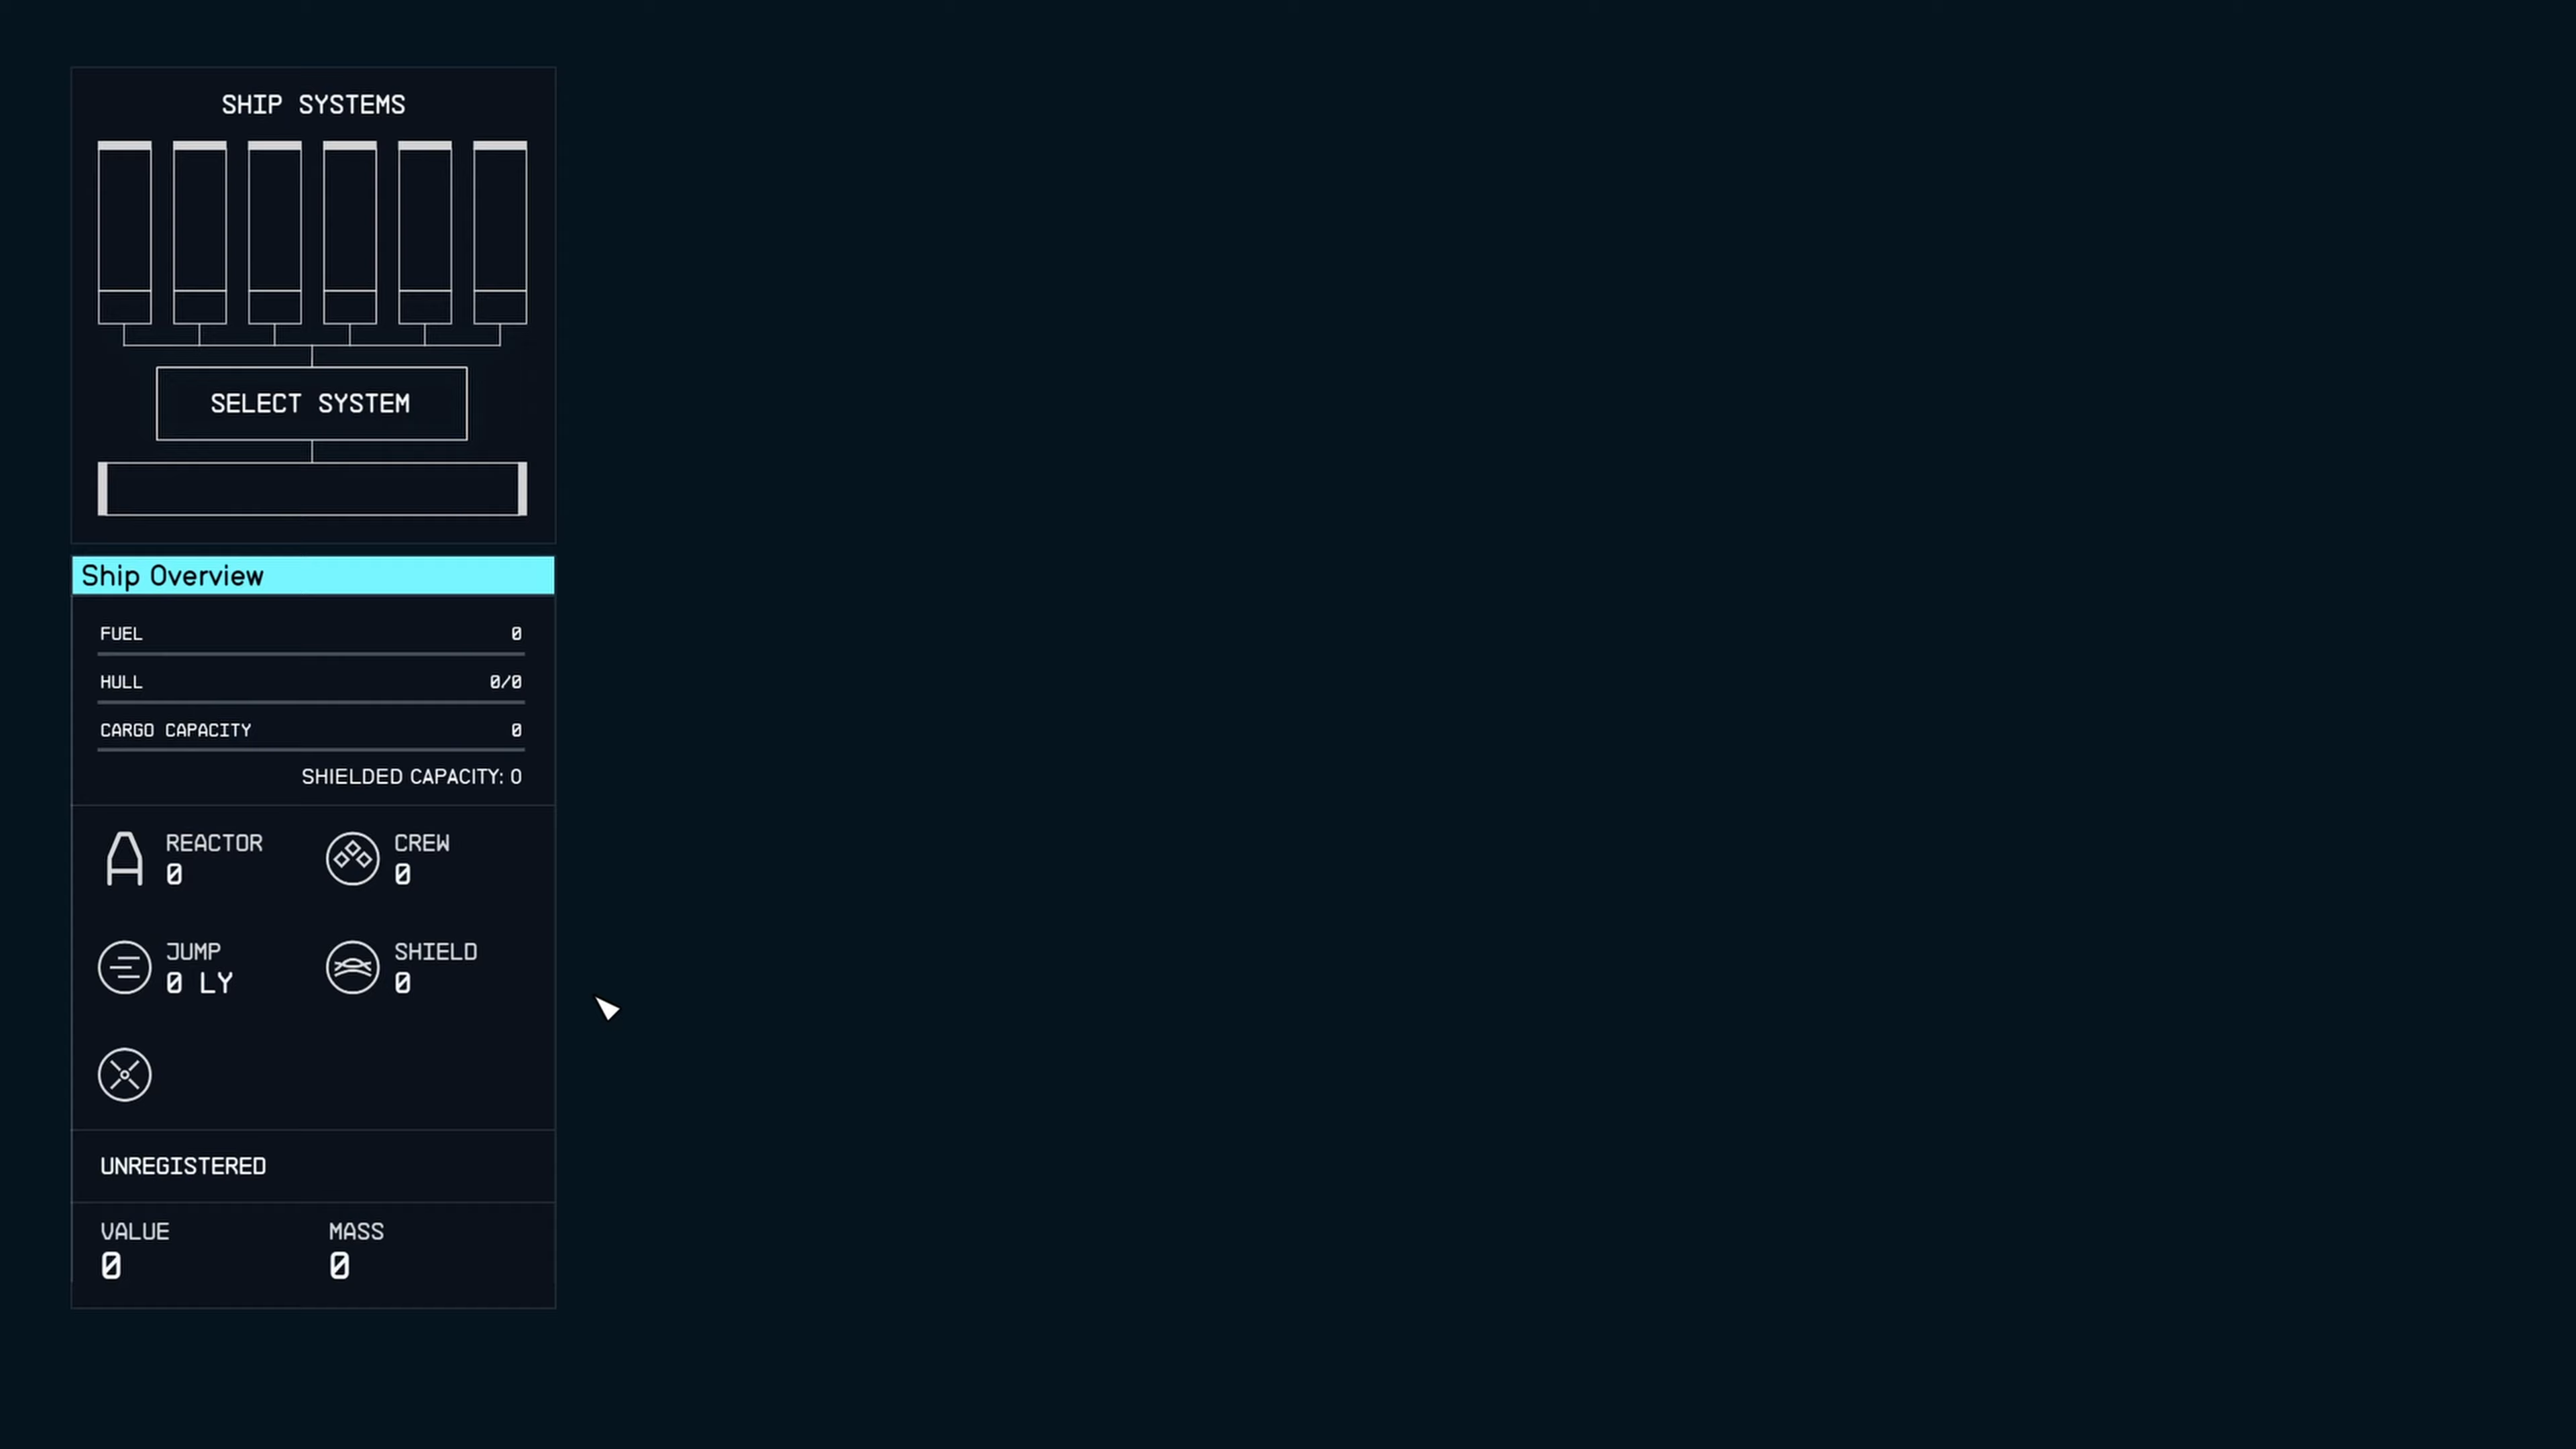 SHIP SYSTEMS
SELECT SYSTEM
Ship Overview
FUEL 0
HULL 0/0
CARGO CAPACITY 0
SHIELDED CAPACITY: 0
REACTOR CREW
0 0
JUMP SHIELD
0 LY 0
UNREGISTERED
VALUE MASS
0 0